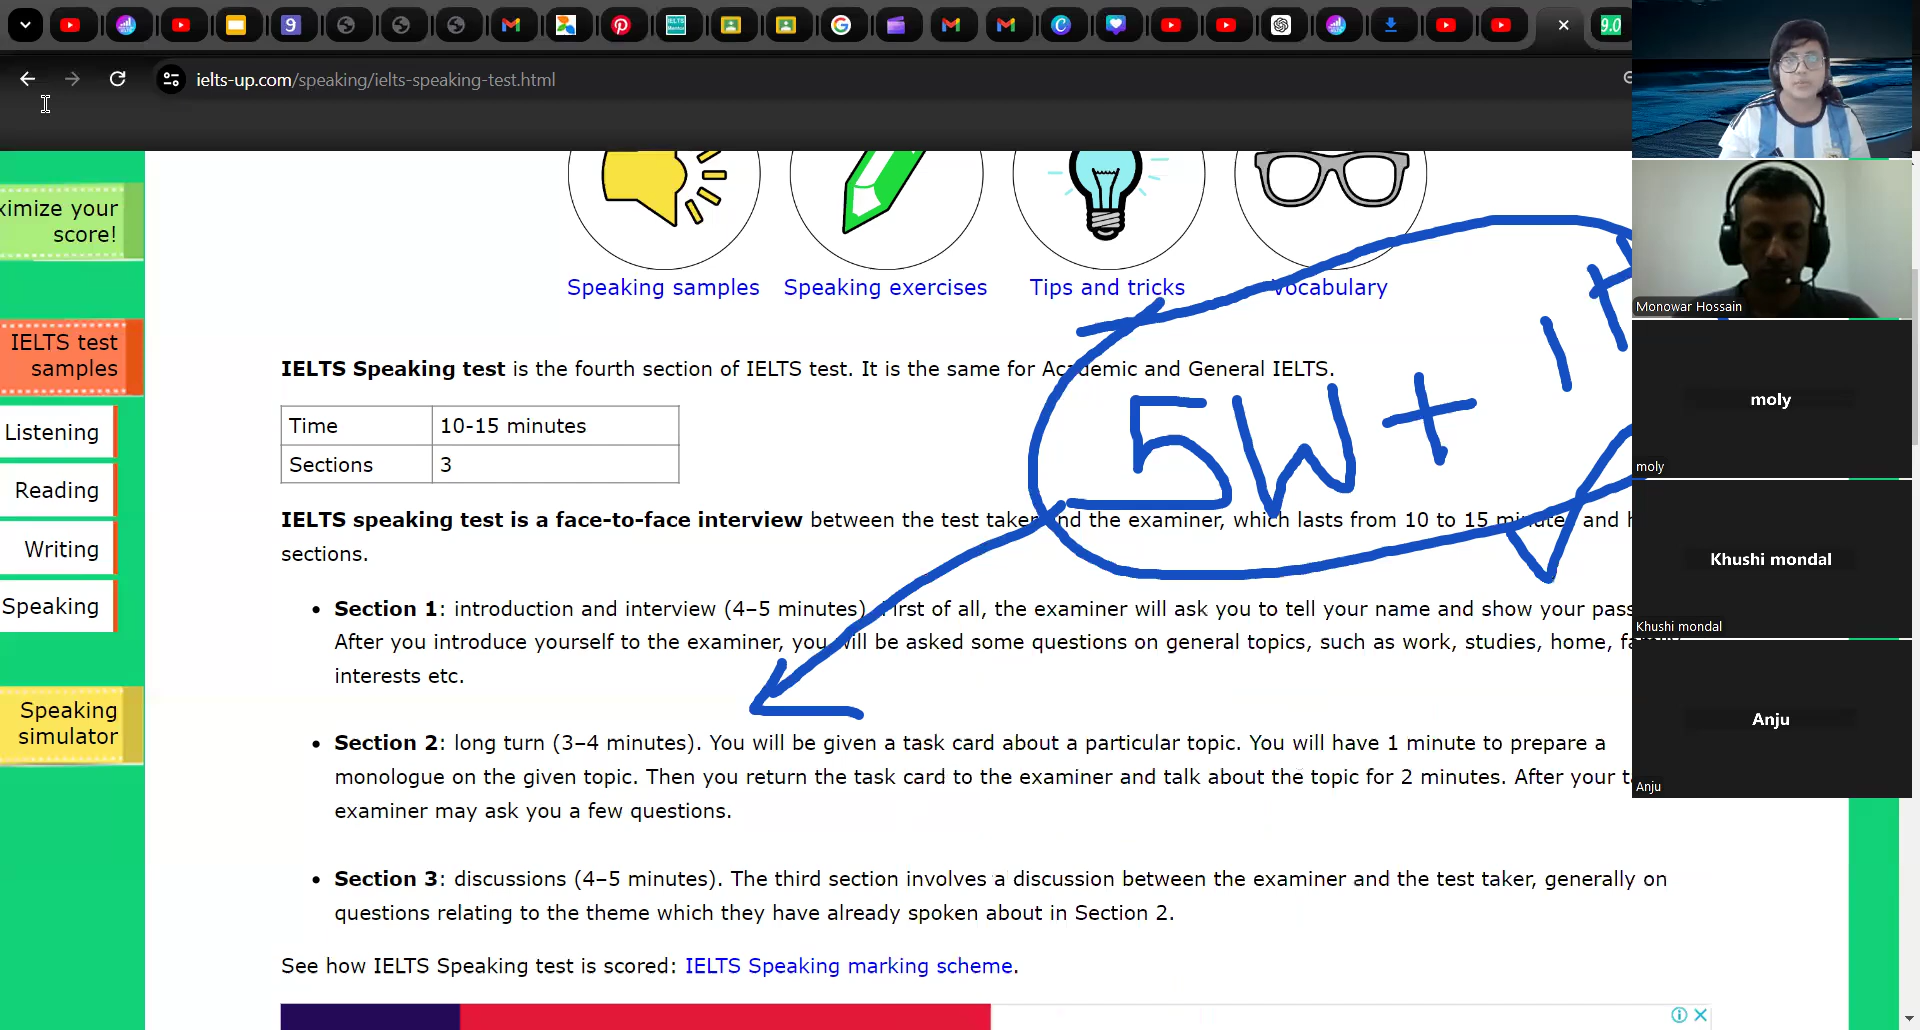 9
9.0
ielts-up.com/speaking/ielts-speaking-test.html
ximize your
score!
IELTS test
samples
Listening
Reading
Writing
Speaking
Speaking
simulator
Speaking samples
Speaking exercises
Tips and tricks
Vocabulary
IELTS Speaking test is the fourth section of IELTS test. It is the same for Academic and General IELTS.
Time 10-15 minutes
Sections 3
5W + 1H
IELTS speaking test is a face-to-face interview between the test taker and the examiner, which lasts from 10 to 15 minutes and
sections.
• Section 1: introduction and interview (4–5 minutes). First of all, the examiner will ask you to tell your name and show your pass
After you introduce yourself to the examiner, you will be asked some questions on general topics, such as work, studies, home, family,
interests etc.
• Section 2: long turn (3–4 minutes). You will be given a task card about a particular topic. You will have 1 minute to prepare a
monologue on the given topic. Then you return the task card to the examiner and talk about the topic for 2 minutes. After your t
examiner may ask you a few questions.
• Section 3: discussions (4–5 minutes). The third section involves a discussion between the examiner and the test taker, generally on
questions relating to the theme which they have already spoken about in Section 2.
See how IELTS Speaking test is scored: IELTS Speaking marking scheme.
Monowar Hossain
moly
moly
Khushi mondal
Khushi mondal
Anju
Anju